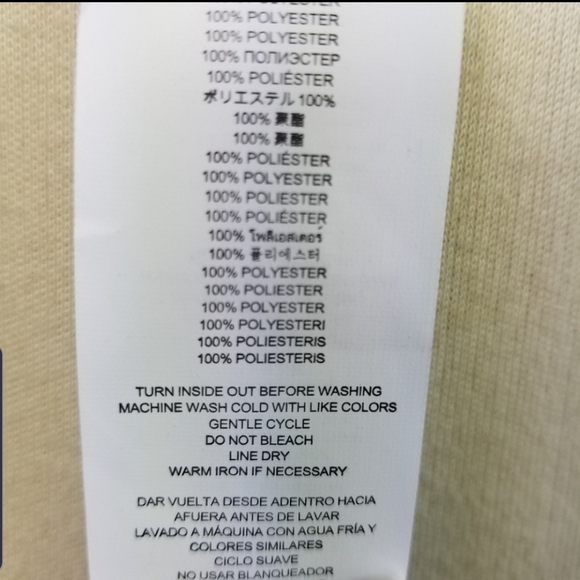 100% POLYESTER
100% POLYESTER
100% ПОЛИЭСТЕР
100% POLIÉSTER
ポリエステル 100%
100% 聚酯
100% 聚酯
100% POLIÉSTER
100% POLYESTER
100% POLIESTER
100% POLIÉSTER
100% โพลีเอสเตอร์
100% 폴리에스터
100% POLYESTER
100% POLIESTER
100% POLYESTER
100% POLYESTERI
100% POLIESTERIS
100% POLIESTERIS
TURN INSIDE OUT BEFORE WASHING
MACHINE WASH COLD WITH LIKE COLORS
GENTLE CYCLE
DO NOT BLEACH
LINE DRY
WARM IRON IF NECESSARY
DAR VUELTA DESDE ADENTRO HACIA
AFUERA ANTES DE LAVAR
LAVADO A MÁQUINA CON AGUA FRÍA Y
COLORES SIMILARES
CICLO SUAVE
NO USAR BLANQUEADOR